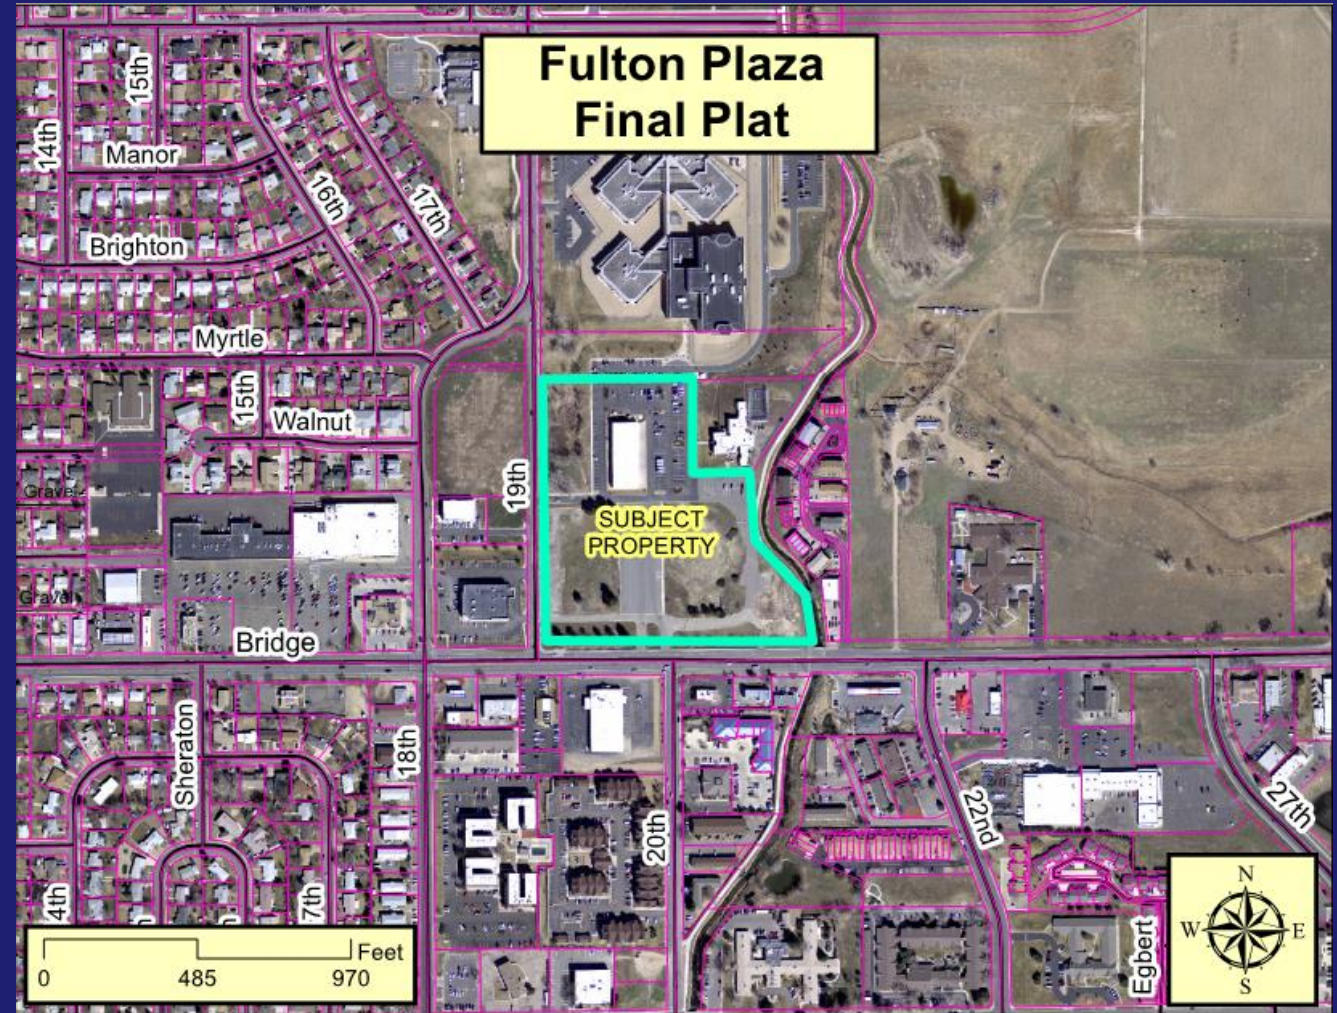 Fulton Plaza
Final Plat
15th
14th
Manor
16th
17th
Brighton
Myrtle
15th
Walnut
19th
Gravel
SUBJECT
PROPERTY
Gravel
Bridge
Sheraton
18th
20th
22nd
27th
4th
7th
Egbert
Feet
0 485 970
N
W E
S